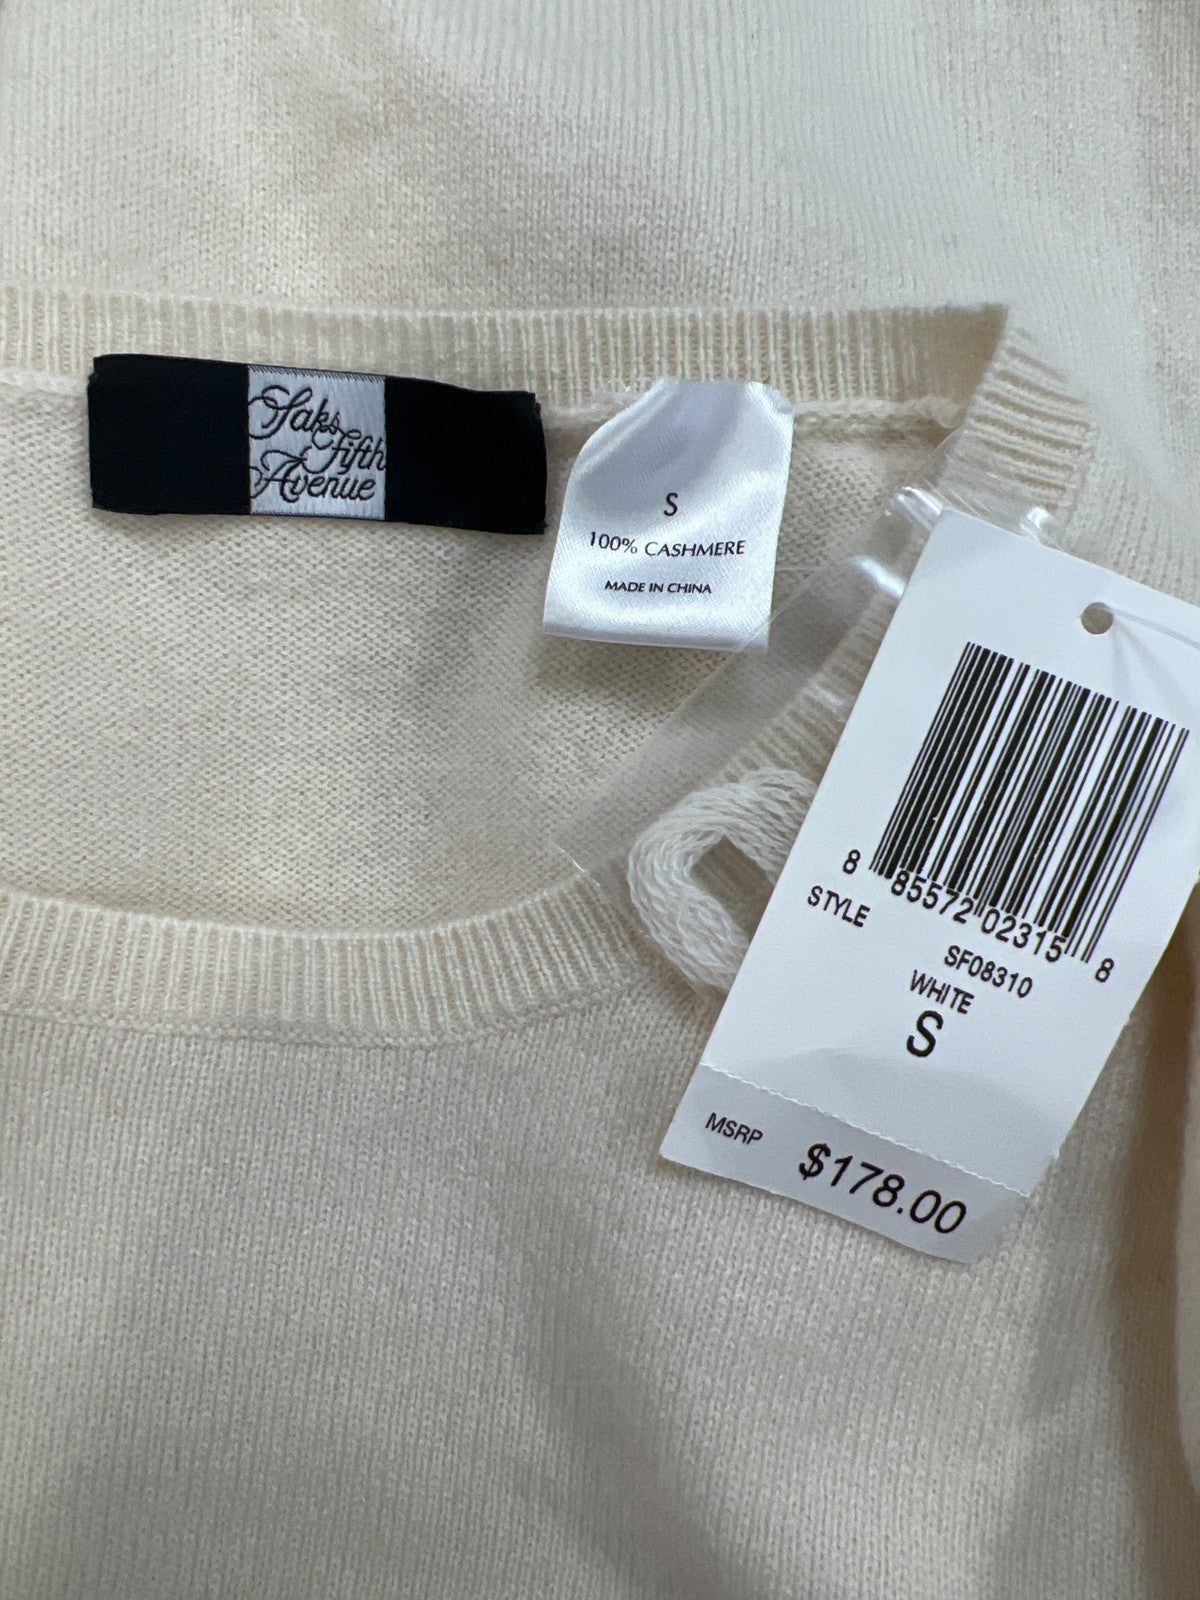 Saks
Fifth
Avenue
S
100% CASHMERE
MADE IN CHINA
8 85572 02315 8
STYLE SF08310
WHITE
S
MSRP $178.00